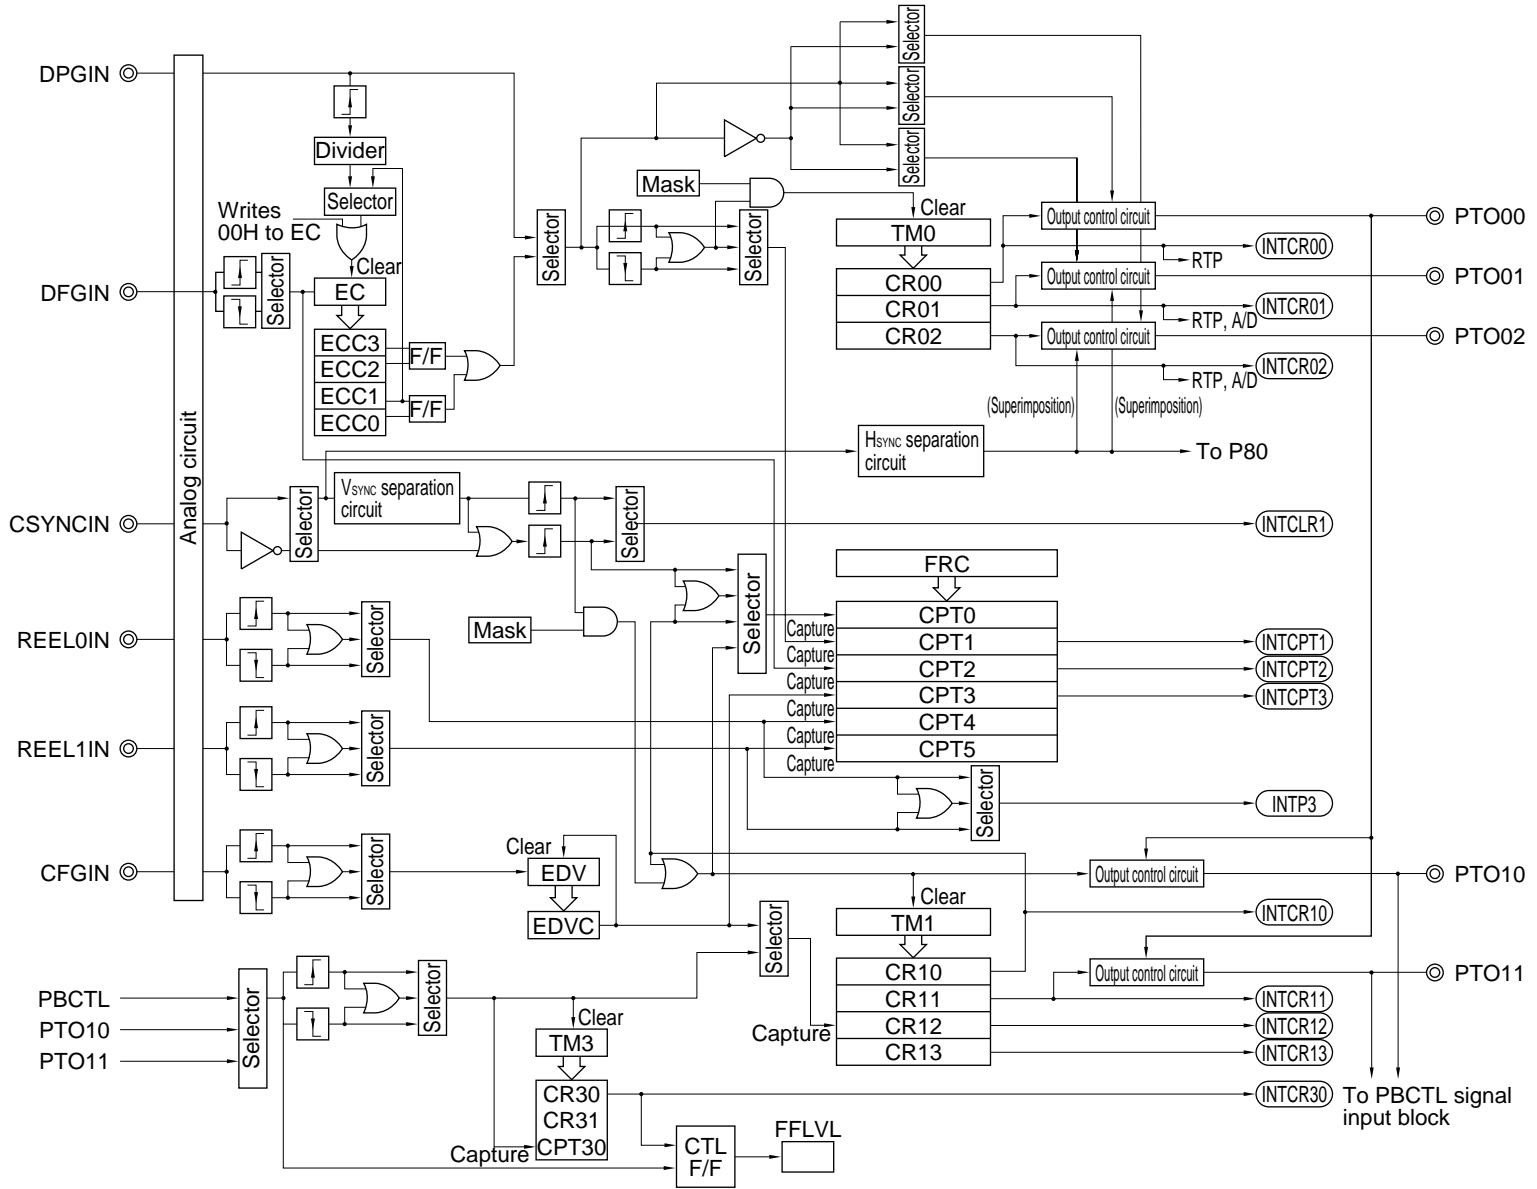 Selector
Selector
Selector
DPGIN
Divider
Selector
Mask
Selector
Selector
Clear
TM0
Output control circuit
PTO00
Writes
00H to EC
Clear
EC
DFGIN
Selector
INTCR00
RTP
CR00
CR01
CR02
Output control circuit
PTO01
INTCR01
RTP, A/D
Output control circuit
PTO02
INTCR02
RTP, A/D
ECC3
ECC2
ECC1
ECC0
F/F
F/F
(Superimposition)
(Superimposition)
Analog circuit
HSYNC separation
circuit
To P80
CSYNCIN
Selector
VSYNC separation
circuit
Selector
INTCLR1
FRC
Selector
CPT0
CPT1
CPT2
CPT3
CPT4
CPT5
Capture
Capture
Capture
Capture
Capture
Capture
INTCPT1
INTCPT2
INTCPT3
Mask
REEL0IN
Selector
REEL1IN
Selector
Selector
INTP3
CFGIN
Selector
Clear
EDV
EDVC
Output control circuit
PTO10
Clear
TM1
INTCR10
Selector
CR10
CR11
CR12
CR13
Capture
Output control circuit
PTO11
INTCR11
INTCR12
INTCR13
PBCTL
PTO10
PTO11
Selector
Selector
Clear
TM3
CR30
CR31
CPT30
Capture
INTCR30
To PBCTL signal
input block
CTL
F/F
FFLVL